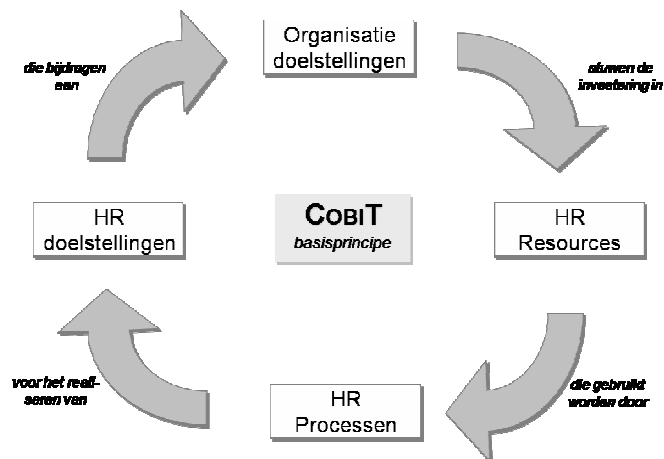 Organisatie
doelstellingen
die bijdragen
aan
stuwen de
investering in
HR
doelstellingen
COBIT
basisprincipe
HR
Resources
voor het reali-
seren van
HR
Processen
die gebruikt
worden door